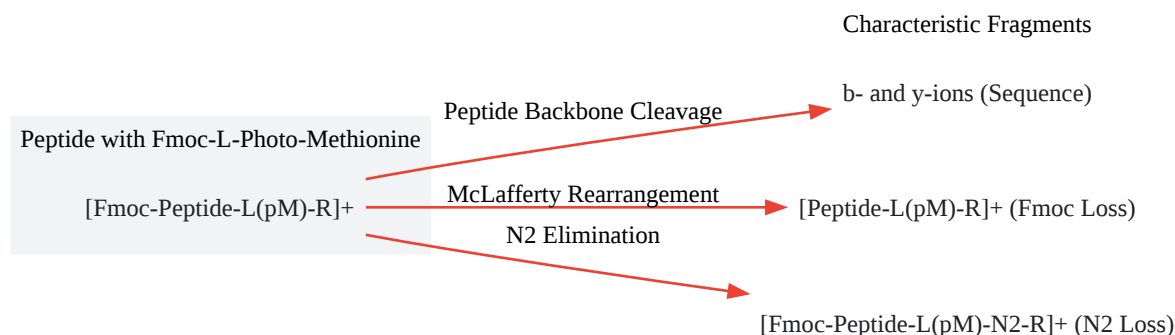 Characteristic Fragments
b- and y-ions (Sequence)
Peptide Backbone Cleavage
Peptide with Fmoc-L-Photo-Methionine
[Fmoc-Peptide-L(pM)-R]+
McLafferty Rearrangement
[Peptide-L(pM)-R]+ (Fmoc Loss)
N2 Elimination
[Fmoc-Peptide-L(pM)-N2-R]+ (N2 Loss)